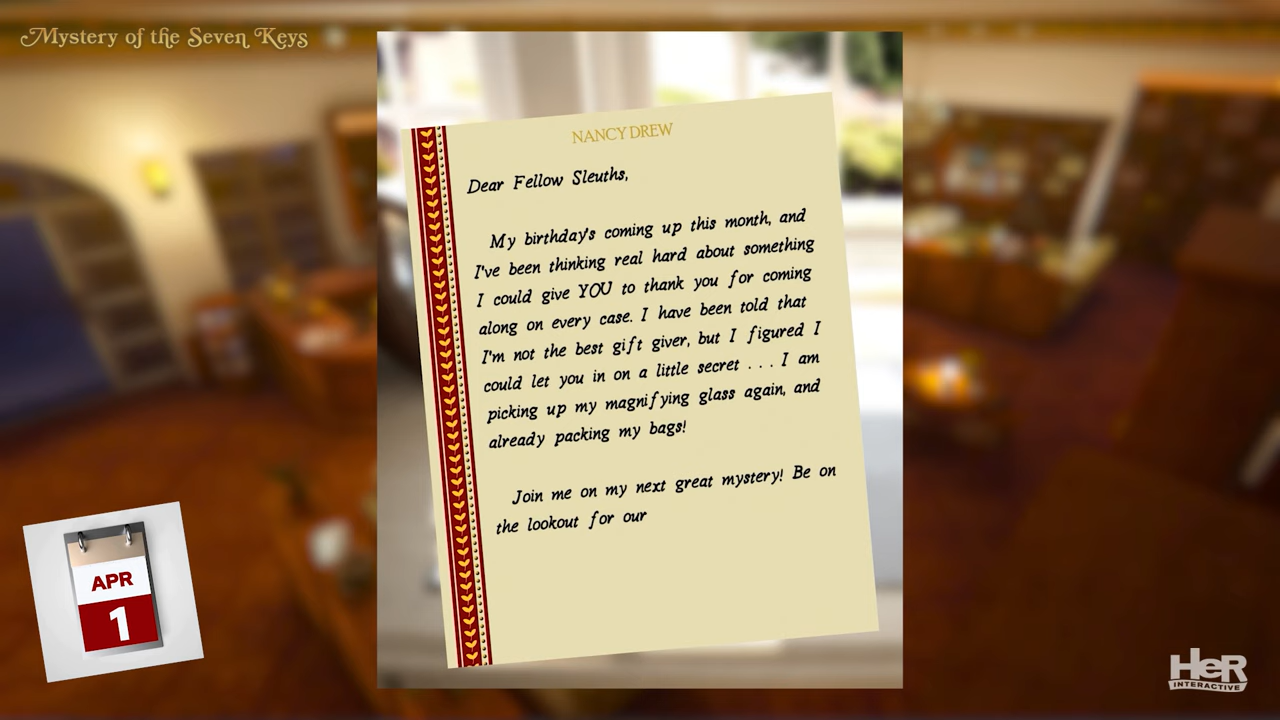 Mystery of the Seven Keys
NANCY DREW
Dear Fellow Sleuths,
My birthday's coming up this month, and
I've been thinking real hard about something
I could give YOU to thank you for coming
along on every case. I have been told that
I'm not the best gift giver, but I figured I
could let you in on a little secret . . . I am
picking up my magnifying glass again, and
already packing my bags!
Join me on my next great mystery! Be on
the lookout for our
APR
1
HeR
INTERACTIVE